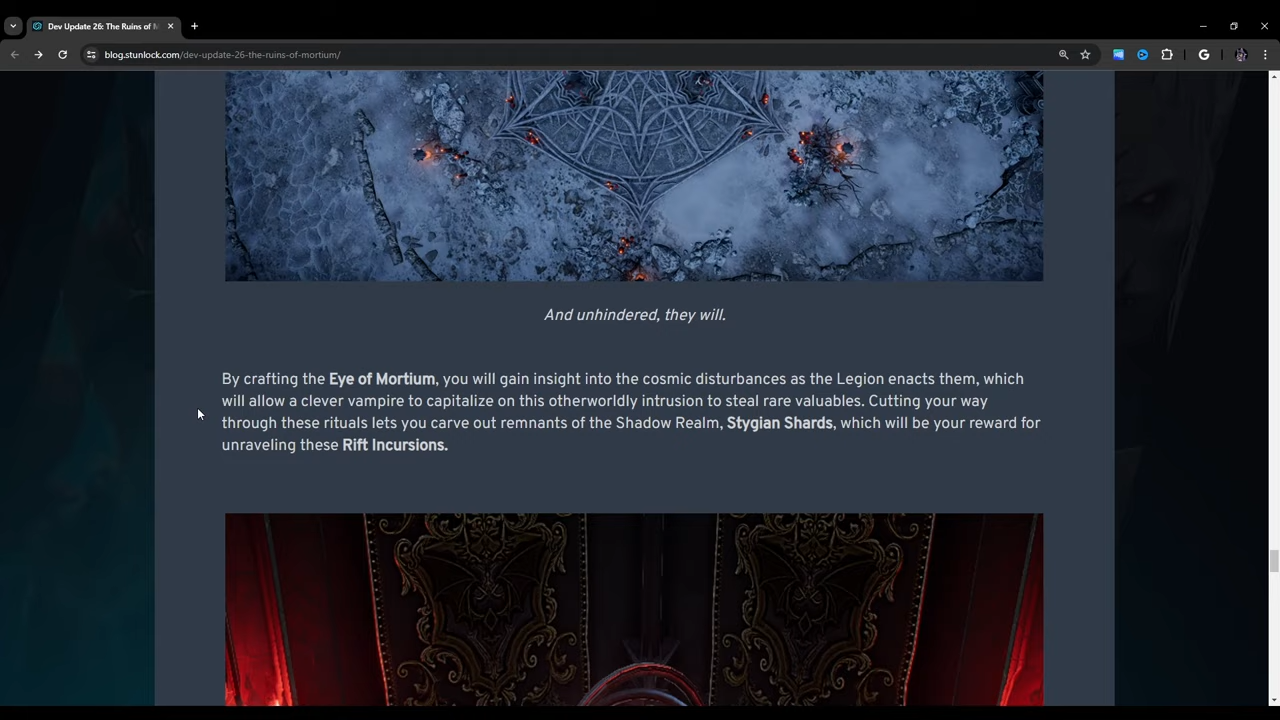 Dev Update 26: The Ruins of M
blog.stunlock.com/dev-update-26-the-ruins-of-mortium/
And unhindered, they will.
By crafting the Eye of Mortium, you will gain insight into the cosmic disturbances as the Legion enacts them, which
will allow a clever vampire to capitalize on this otherworldly intrusion to steal rare valuables. Cutting your way
through these rituals lets you carve out remnants of the Shadow Realm, Stygian Shards, which will be your reward for
unraveling these Rift Incursions.